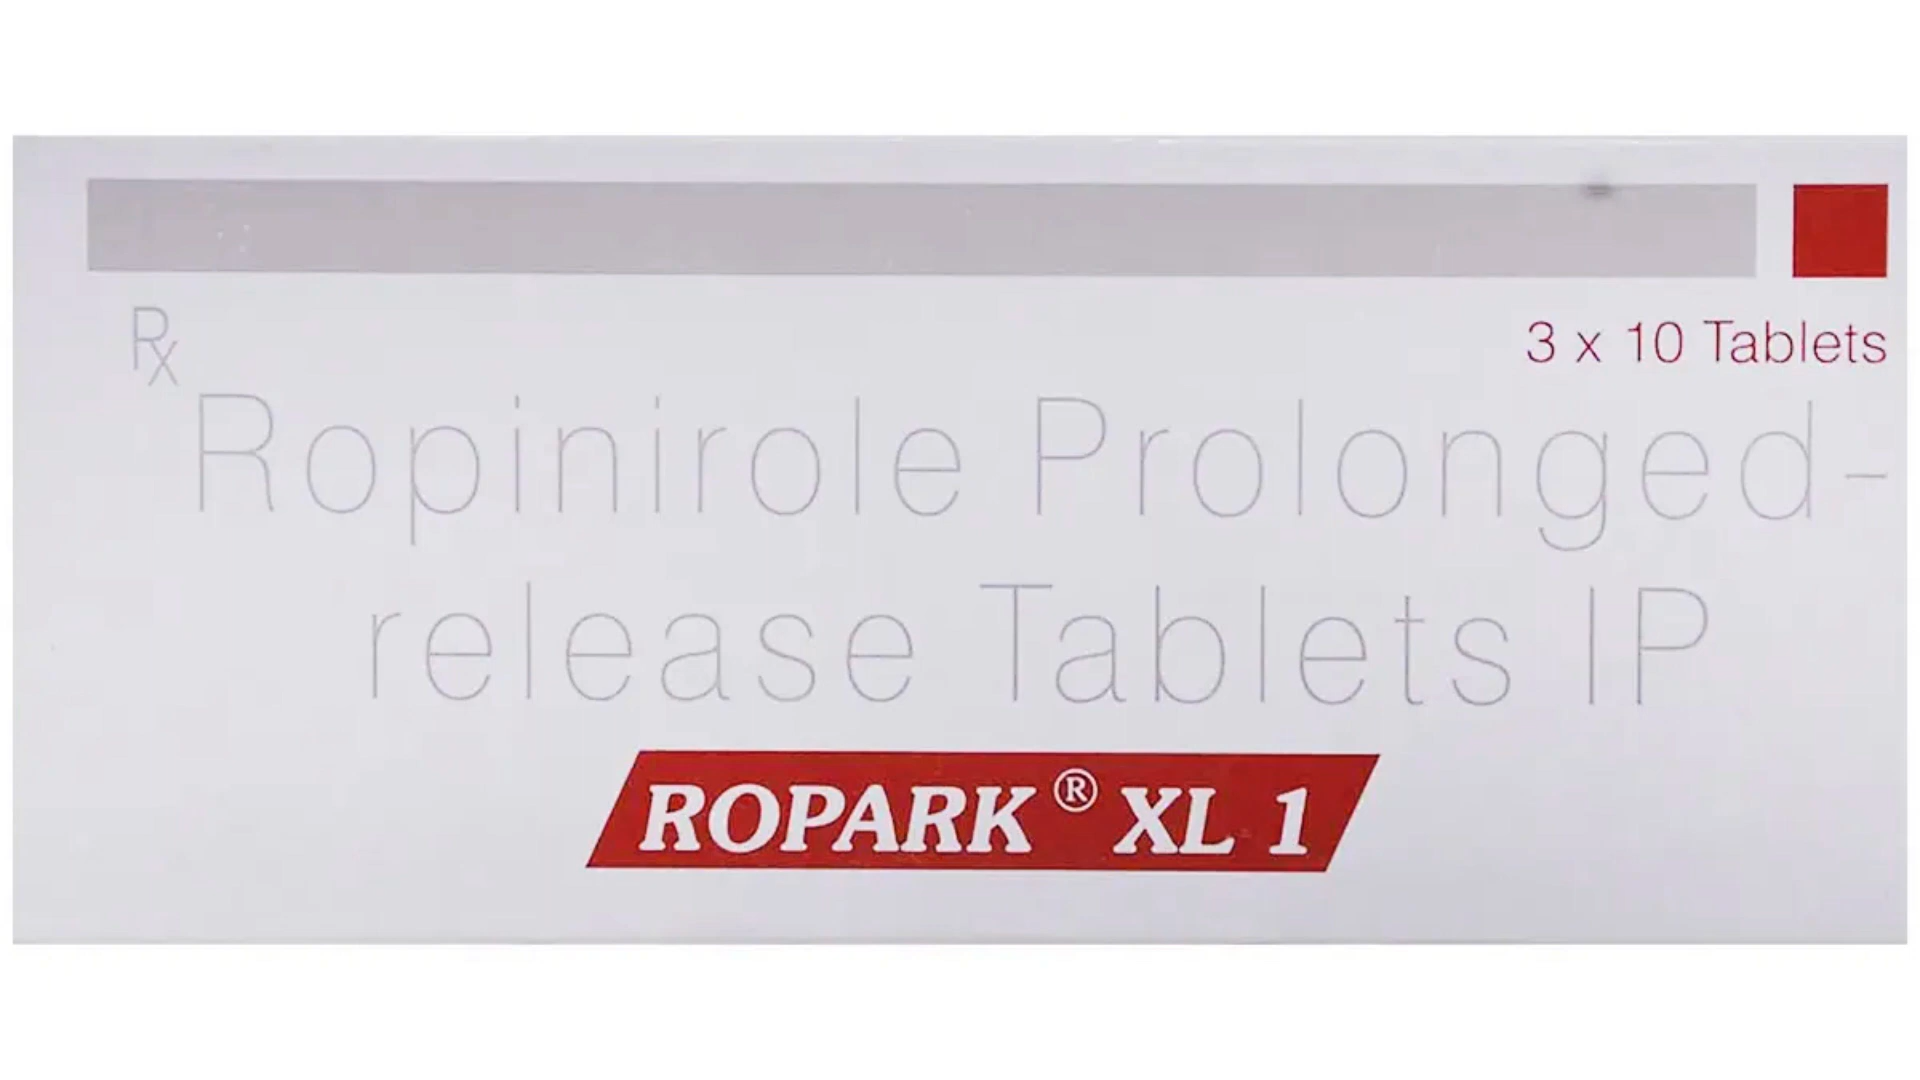 3 x 10 Tablets
Rx
Ropinirole Prolonged-
release Tablets IP
ROPARK® XL 1